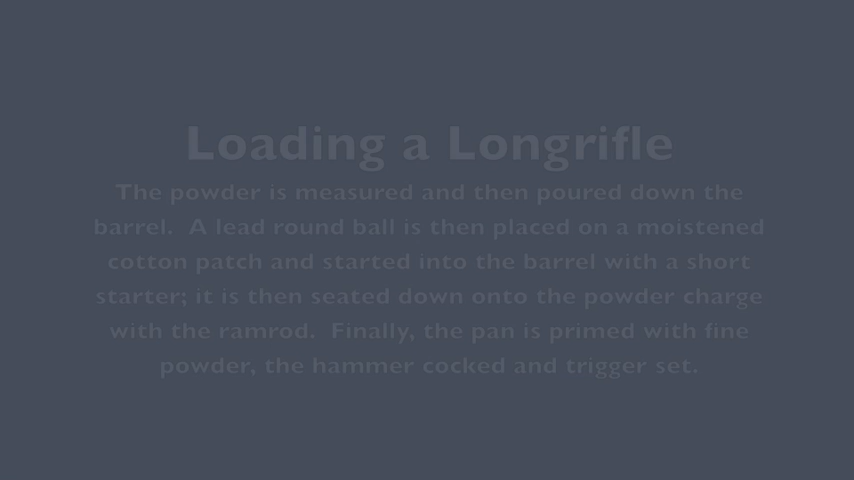 Loading a Longrifle
The powder is measured and then poured down the
barrel.  A lead round ball is then placed on a moistened
cotton patch and started into the barrel with a short
starter; it is then seated down onto the powder charge
with the ramrod.  Finally, the pan is primed with fine
powder, the hammer cocked and trigger set.